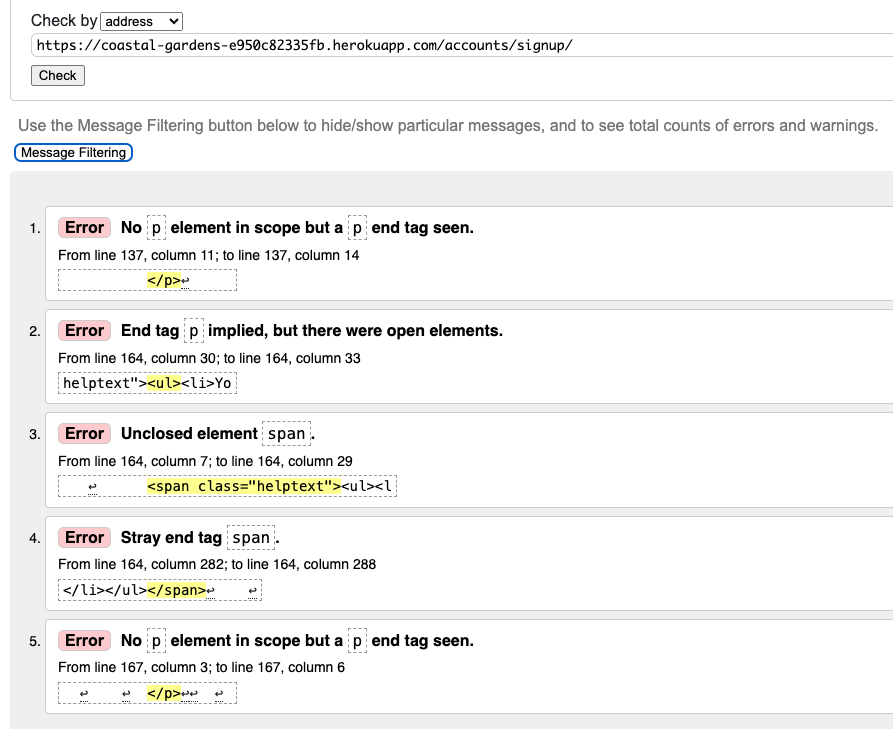 Check by address
https://coastal-gardens-e950c82335fb.herokuapp.com/accounts/signup/
Check
Use the Message Filtering button below to hide/show particular messages, and to see total counts of errors and warnings.
Message Filtering
1. Error No p element in scope but a p end tag seen.
From line 137, column 11; to line 137, column 14
</p>↩
2. Error End tag p implied, but there were open elements.
From line 164, column 30; to line 164, column 33
helptext"><ul><li>Yo
3. Error Unclosed element span.
From line 164, column 7; to line 164, column 29
↩ <span class="helptext"><ul><l
4. Error Stray end tag span.
From line 164, column 282; to line 164, column 288
</li></ul></span>↩ ↩
5. Error No p element in scope but a p end tag seen.
From line 167, column 3; to line 167, column 6
↩ ↩ </p>↩↩ ↩